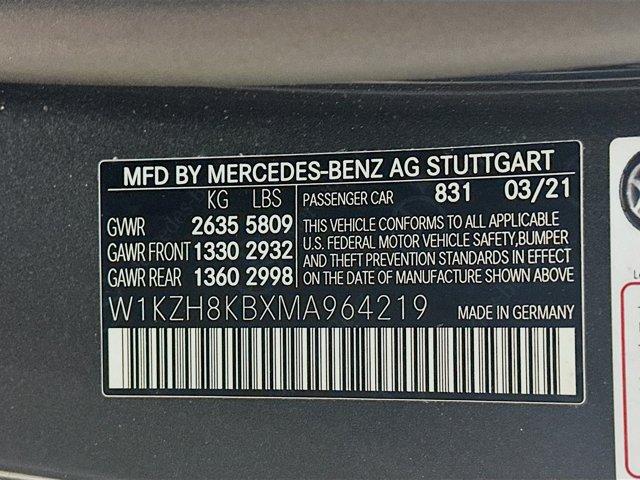 MFD BY MERCEDES-BENZ AG STUTTGART
KG LBS PASSENGER CAR 831 03/21
GWR 2635 5809
GAWR FRONT 1330 2932
GAWR REAR 1360 2998
THIS VEHICLE CONFORMS TO ALL APPLICABLE
U.S. FEDERAL MOTOR VEHICLE SAFETY,BUMPER
AND THEFT PREVENTION STANDARDS IN EFFECT
ON THE DATE OF MANUFACTURE SHOWN ABOVE
W1KZH8KBXMA964219 MADE IN GERMANY